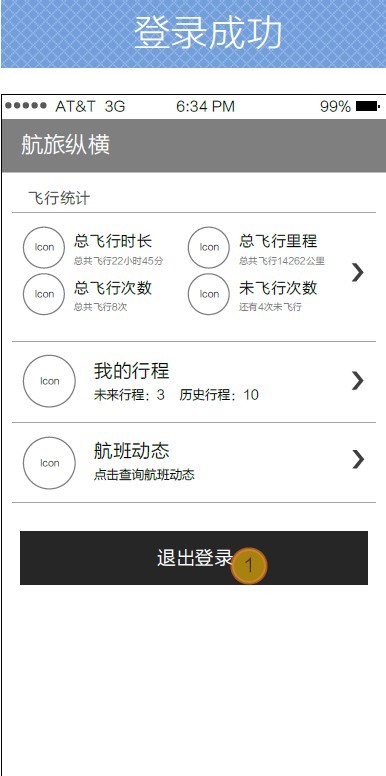 登录成功
AT&T 3G 6:34 PM 99%
航旅纵横
飞行统计
Icon 总飞行时长 Icon 总飞行里程
总共飞行22小时45分 总共飞行14262公里
Icon 总飞行次数 Icon 未飞行次数
总共飞行8次 还有4次未飞行
Icon 我的行程
未来行程：3 历史行程：10
Icon 航班动态
点击查询航班动态
退出登录 1